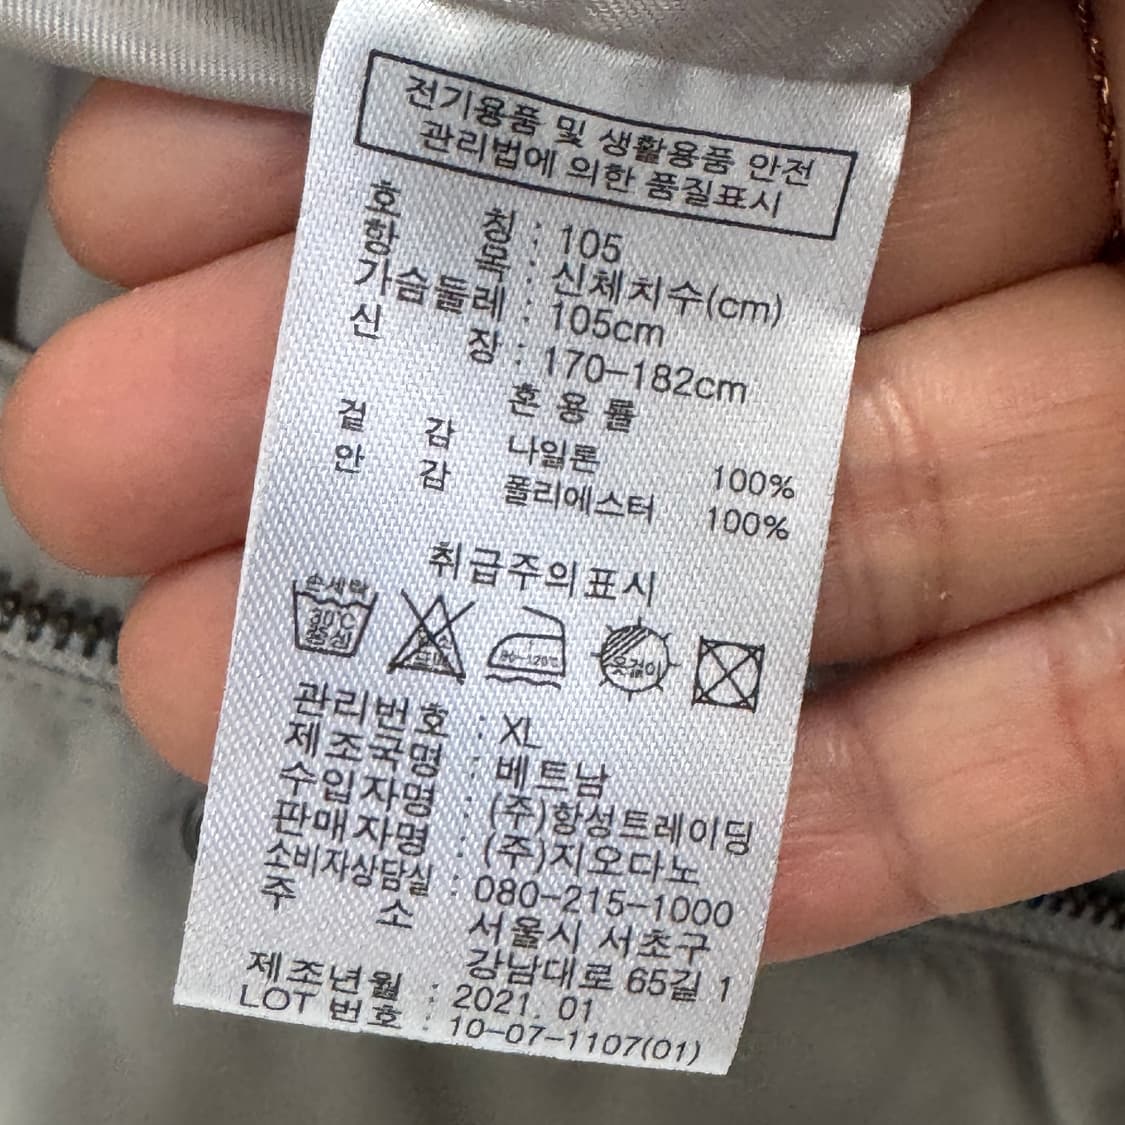 전기용품 및 생활용품 안전
관리법에 의한 품질표시
호 칭 : 105
항 목 : 신체치수(cm)
가슴둘레 : 105cm
신 장 : 170-182cm
혼용률
겉 감 나일론 100%
안 감 폴리에스터 100%
취급주의표시
손세탁
30℃
중성
80~120℃
옷걸이
관리번호 : XL
제조국명 : 베트남
수입자명 : (주)항성트레이딩
판매자명 : (주)지오다노
소비자상담실 : 080-215-1000
주 소 서울시 서초구
강남대로 65길 1
제조년월 : 2021. 01
LOT 번호 : 10-07-1107(01)